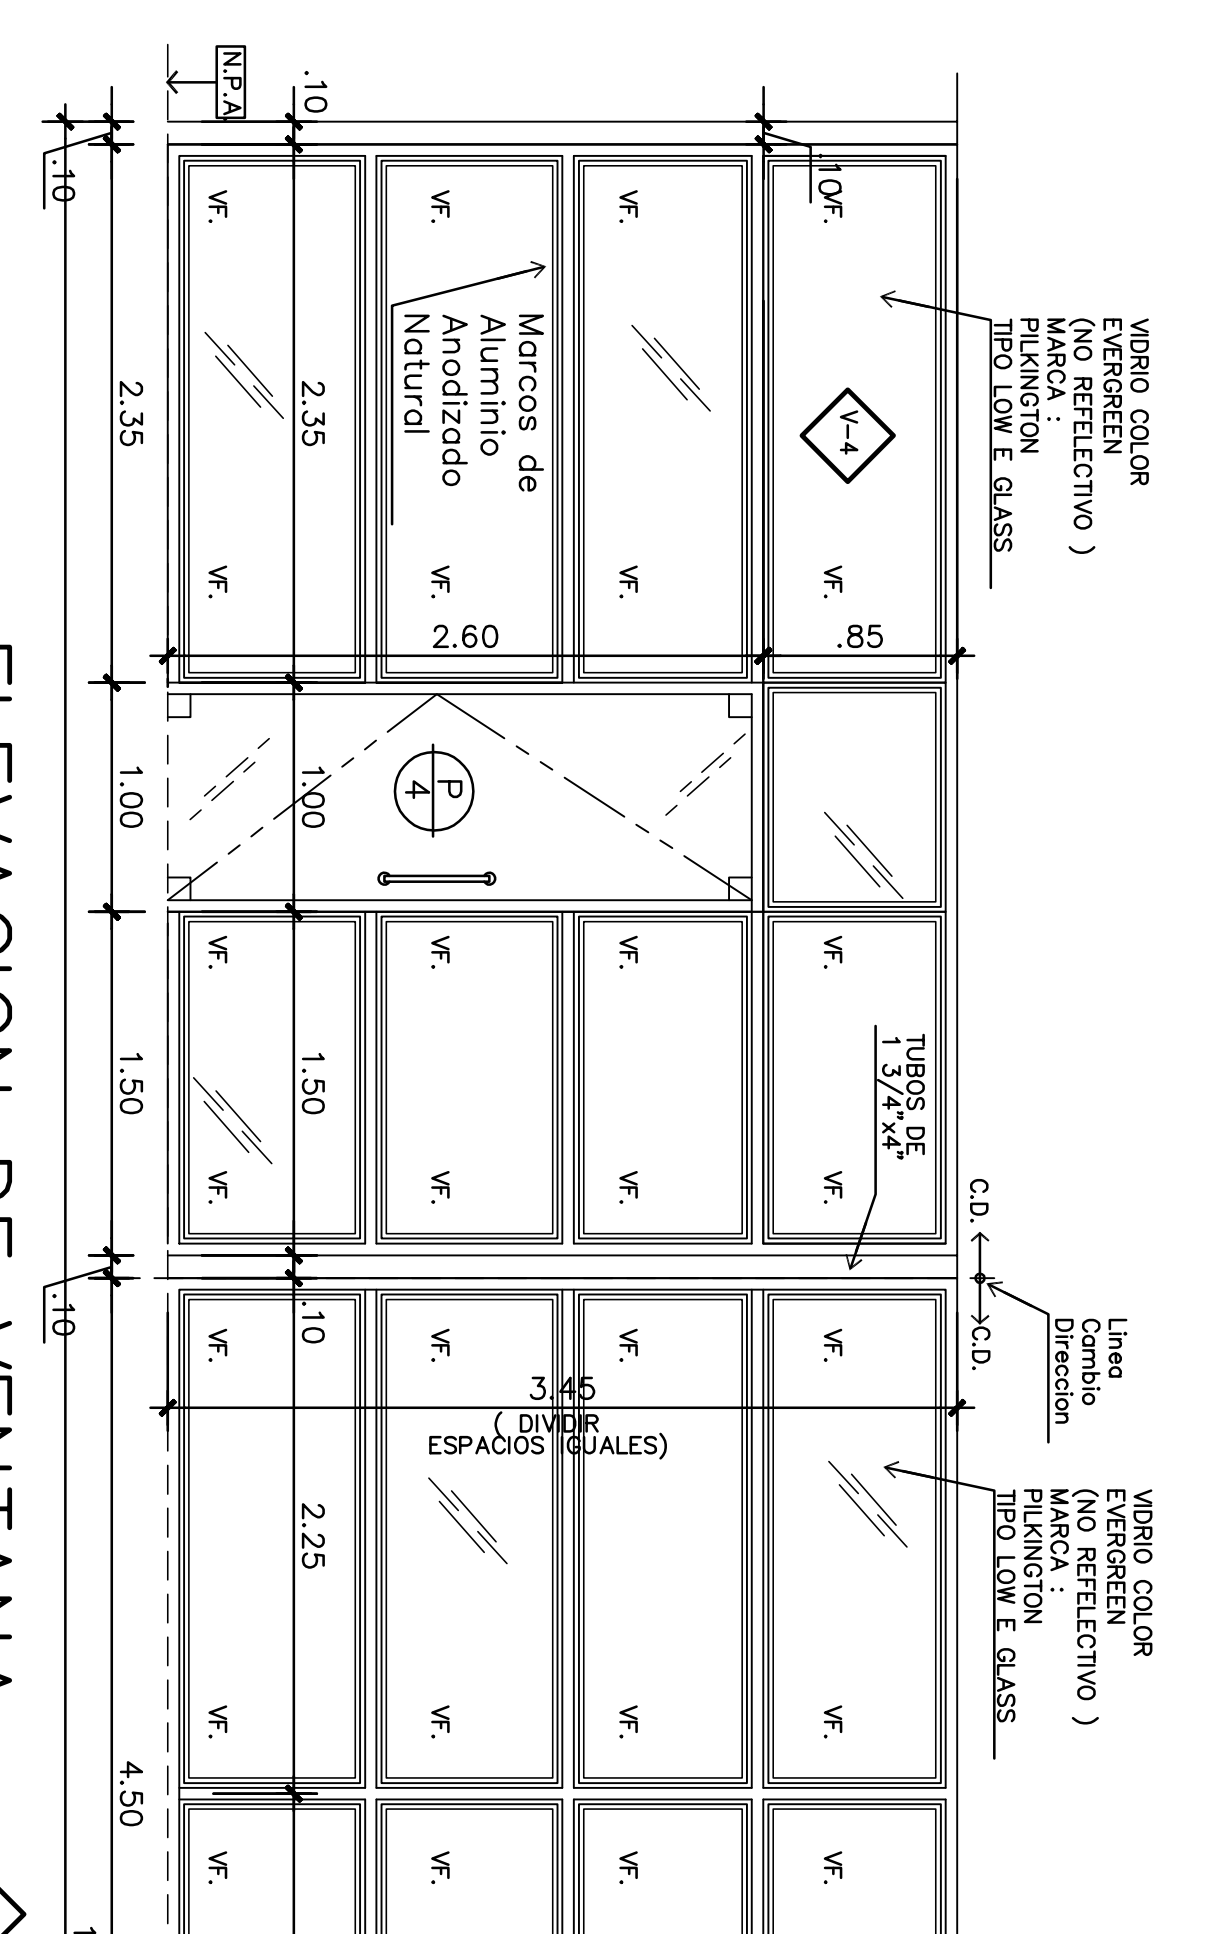 VIDRIO COLOR
EVERGREEN
(NO REFELECTIVO )
MARCA :
PILKINGTON
TIPO LOW E GLASS
Linea
Cambio
Direccion
VIDRIO COLOR
EVERGREEN
(NO REFELECTIVO )
MARCA :
PILKINGTON
TIPO LOW E GLASS
C.D.
C.D.
TUBOS DE
1 3/4"x4"
.10
VF.
V-4
VF.
.85
VF.
VF.
VF.
VF.
VF.
VF.
VF.
VF.
VF.
VF.
VF.
VF.
Marcos de
Aluminio
Anodizado
Natural
VF.
VF.
2.60
P
4
VF.
VF.
3.45
( DIVIDIR
ESPACIOS IGUALES)
VF.
VF.
VF.
.10
2.35
1.00
1.50
.10
2.25
N.P.A.
VF.
VF.
VF.
VF.
VF.
VF.
VF.
2.35
1.00
1.50
4.50
.10
.10
ELEVACION DE VENTANA